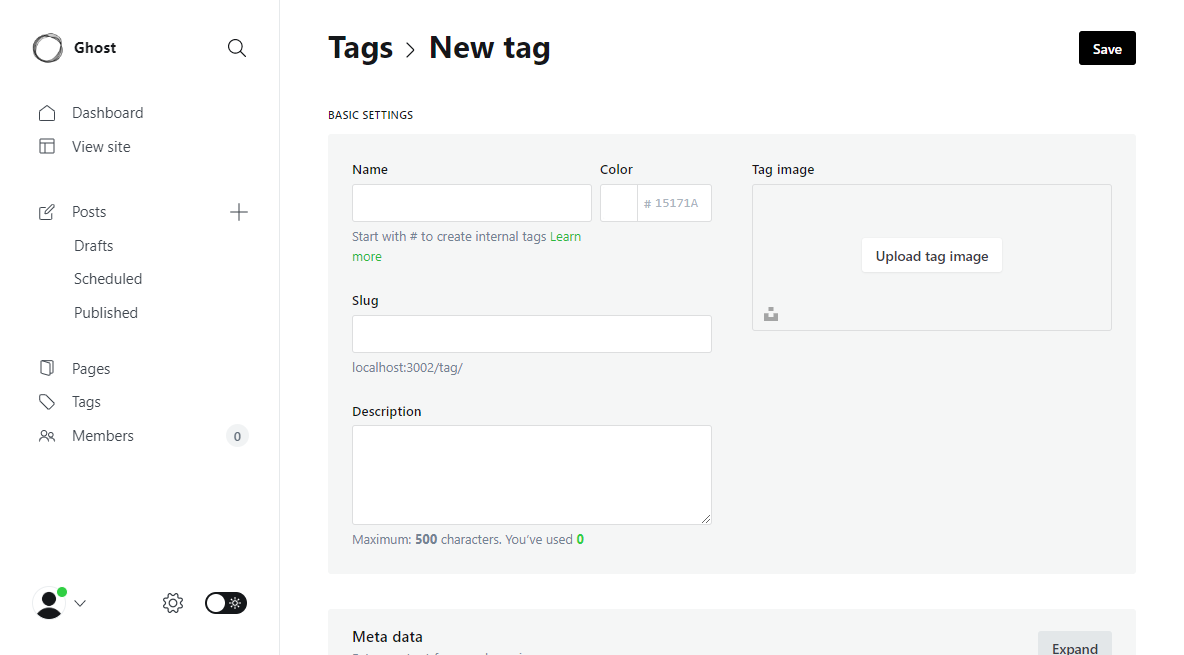 Ghost
Dashboard
View site
Posts
Drafts
Scheduled
Published
Pages
Tags
Members
0
Tags > New tag
Save
BASIC SETTINGS
Name
Start with # to create internal tags Learn
more
Color
# 15171A
Slug
localhost:3002/tag/
Description
Maximum: 500 characters. You’ve used 0
Tag image
Upload tag image
Meta data
Expand